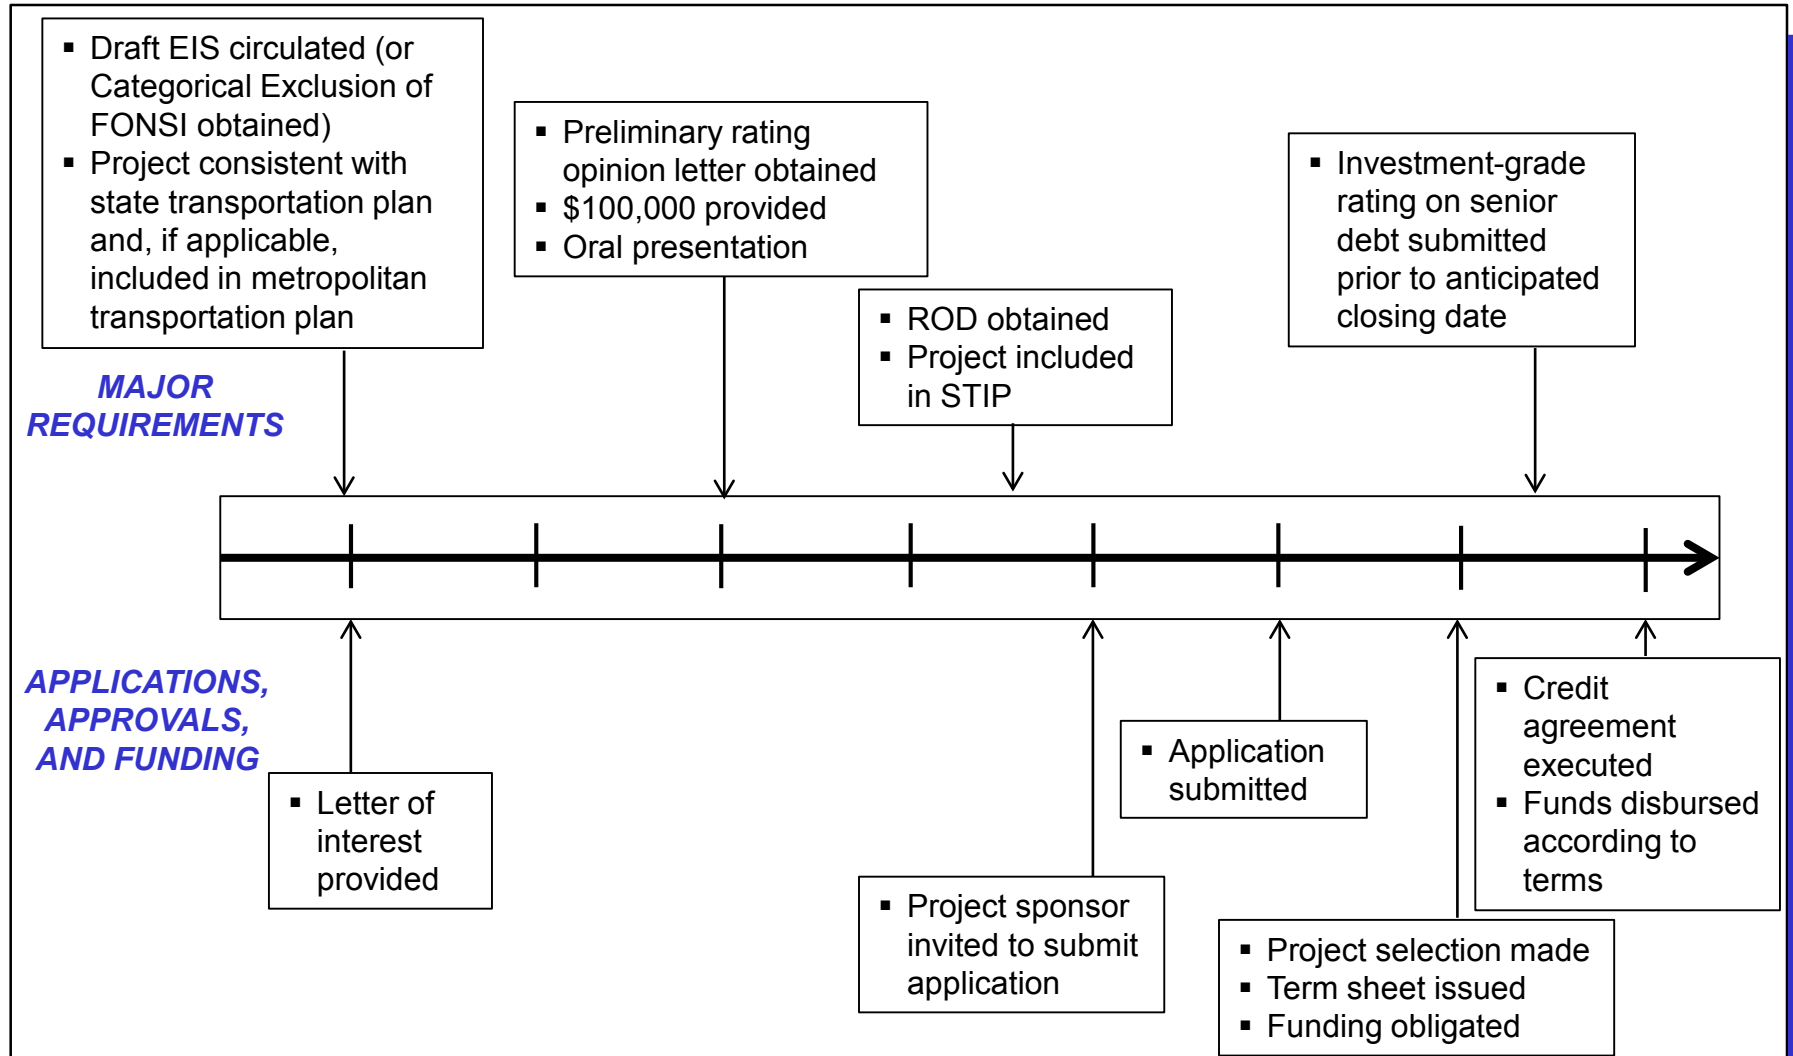 ▪ Draft EIS circulated (or
Categorical Exclusion of
FONSI obtained)
▪ Project consistent with
state transportation plan
and, if applicable,
included in metropolitan
transportation plan
▪ Preliminary rating
opinion letter obtained
▪ $100,000 provided
▪ Oral presentation
▪ ROD obtained
▪ Project included
in STIP
▪ Investment-grade
rating on senior
debt submitted
prior to anticipated
closing date
MAJOR
REQUIREMENTS
APPLICATIONS,
APPROVALS,
AND FUNDING
▪ Letter of
interest
provided
▪ Project sponsor
invited to submit
application
▪ Application
submitted
▪ Project selection made
▪ Term sheet issued
▪ Funding obligated
▪ Credit
agreement
executed
▪ Funds disbursed
according to
terms